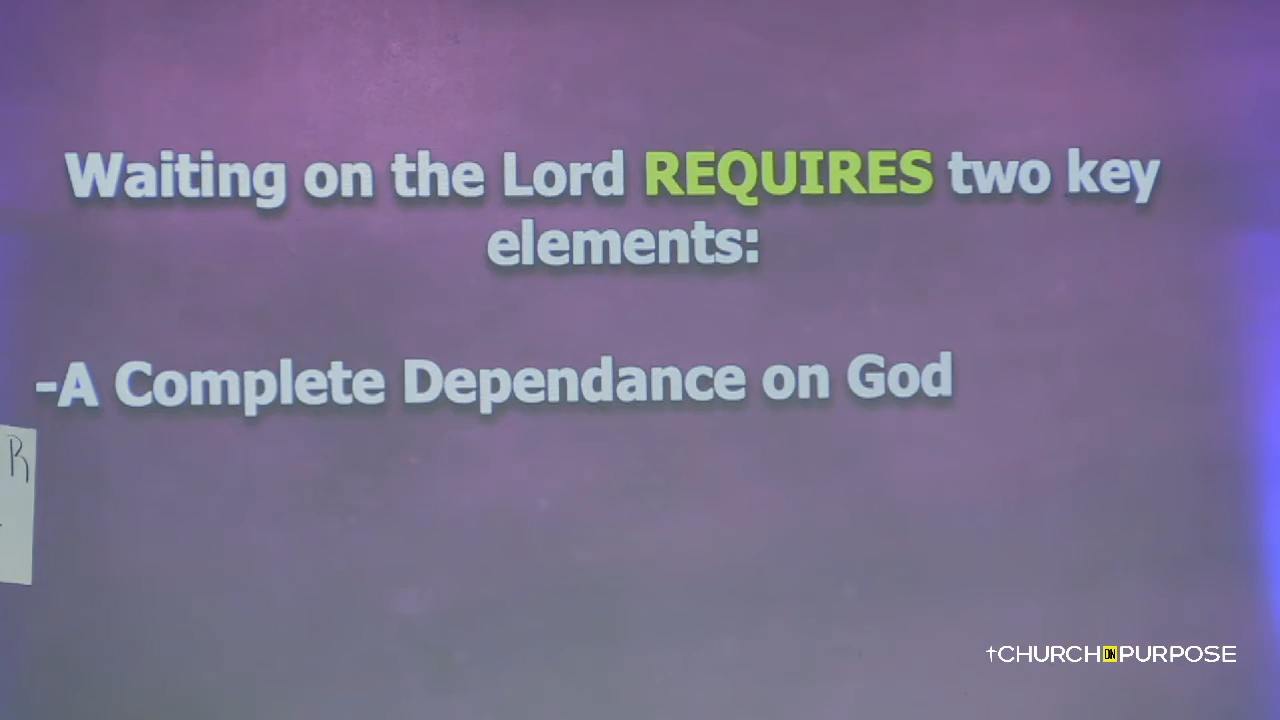 Waiting on the Lord REQUIRES two key
elements:
-A Complete Dependance on God
R
†CHURCH ON PURPOSE